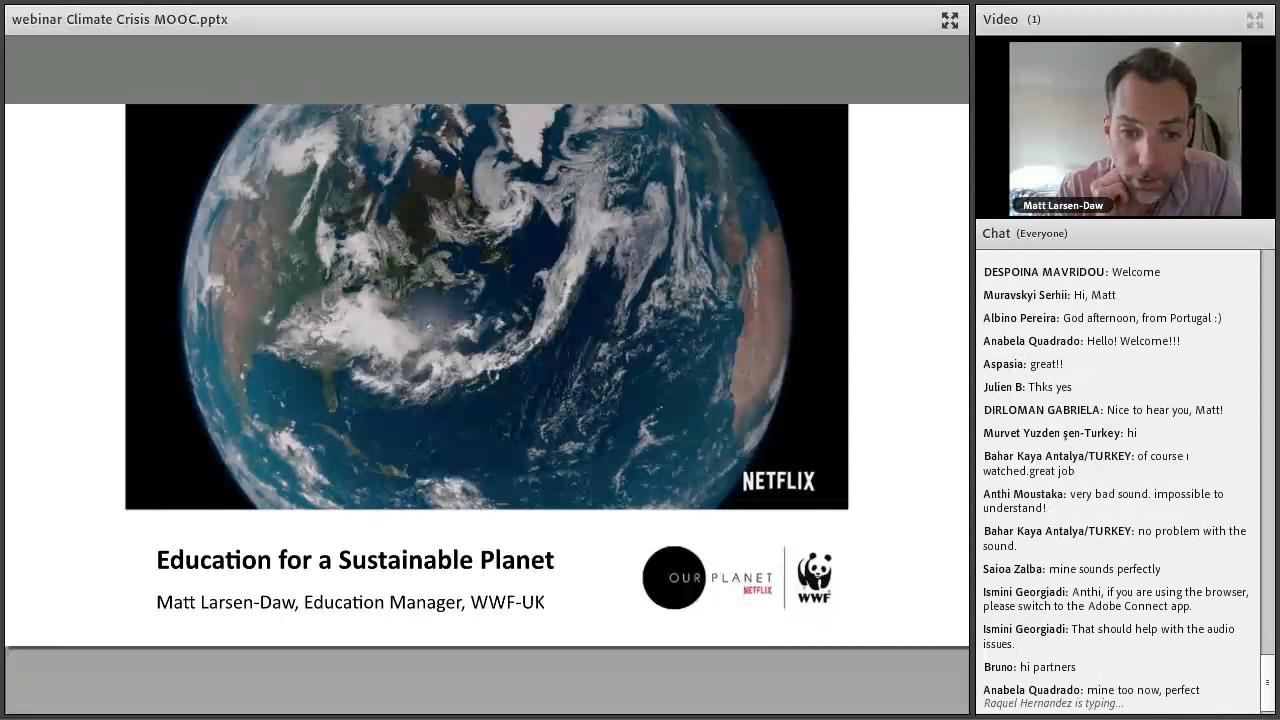 webinar Climate Crisis MOOC.pptx
NETFLIX
Education for a Sustainable Planet
Matt Larsen-Daw, Education Manager, WWF-UK
OUR PLANET
NETFLIX
WWF
Video (1)
Matt Larsen-Daw
Chat (Everyone)
DESPOINA MAVRIDOU: Welcome
Muravskyi Serhii: Hi, Matt
Albino Pereira: God afternoon, from Portugal :)
Anabela Quadrado: Hello! Welcome!!!
Aspasia: great!!
Julien B: Thks yes
DIRLOMAN GABRIELA: Nice to hear you, Matt!
Murvet Yuzden şen-Turkey: hi
Bahar Kaya Antalya/TURKEY: of course ı
watched.great job
Anthi Moustaka: very bad sound. impossible to
understand!
Bahar Kaya Antalya/TURKEY: no problem with the
sound.
Saioa Zalba: mine sounds perfectly
Ismini Georgiadi: Anthi, if you are using the browser,
please switch to the Adobe Connect app.
Ismini Georgiadi: That should help with the audio
issues.
Bruno: hi partners
Anabela Quadrado: mine too now, perfect
Raquel Hernandez is typing...